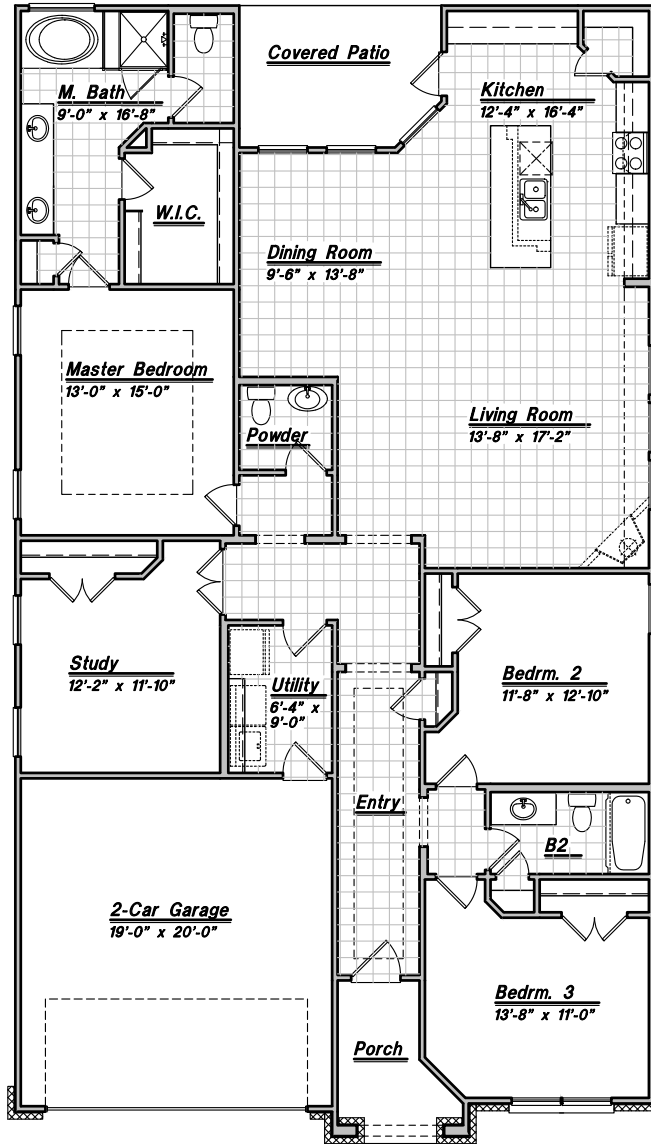 Covered Patio
M. Bath
9'-0" x 16'-8"
Kitchen
12'-4" x 16'-4"
W.I.C.
Dining Room
9'-6" x 13'-8"
Master Bedroom
13'-0" x 15'-0"
Living Room
13'-8" x 17'-2"
Powder
Study
12'-2" x 11'-10"
Utility
6'-4" x
9'-0"
Bedrm. 2
11'-8" x 12'-10"
Entry
B2
2-Car Garage
19'-0" x 20'-0"
Bedrm. 3
13'-8" x 11'-0"
Porch